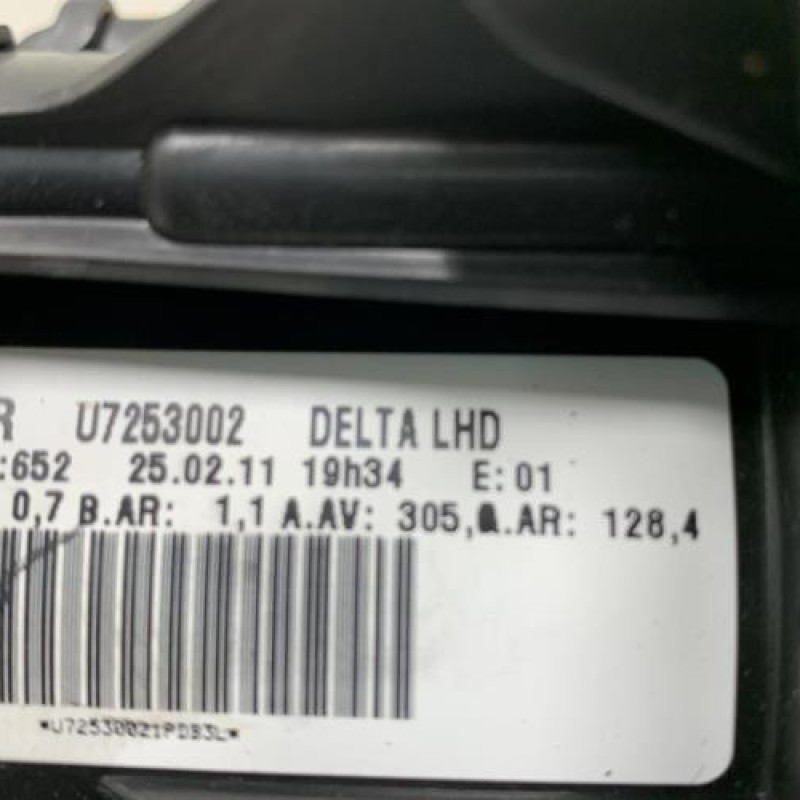 R U7253002 DELTA LHD
:652 25.02.11 19h34 E:01
0,7 B.AR: 1,1 A.AV: 305, A.AR: 128,4
*U72530021PDB3L*